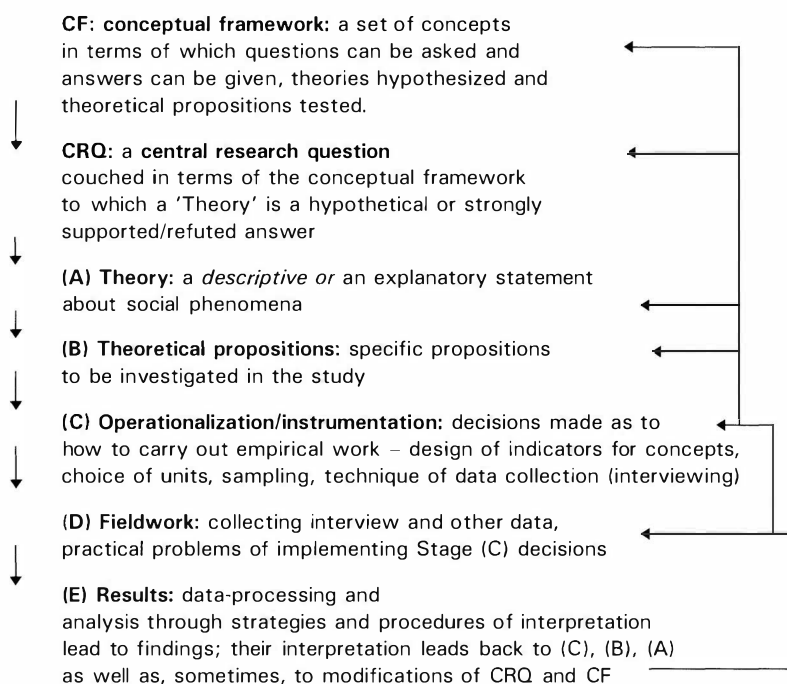 CF: conceptual framework: a set of concepts
in terms of which questions can be asked and
answers can be given, theories hypothesized and
theoretical propositions tested.
CRQ: a central research question
couched in terms of the conceptual framework
to which a 'Theory' is a hypothetical or strongly
supported/refuted answer
(A) Theory: a descriptive or an explanatory statement
about social phenomena
(B) Theoretical propositions: specific propositions
to be investigated in the study
(C) Operationalization/instrumentation: decisions made as to
how to carry out empirical work – design of indicators for concepts,
choice of units, sampling, technique of data collection (interviewing)
(D) Fieldwork: collecting interview and other data,
practical problems of implementing Stage (C) decisions
(E) Results: data-processing and
analysis through strategies and procedures of interpretation
lead to findings; their interpretation leads back to (C), (B), (A)
as well as, sometimes, to modifications of CRQ and CF